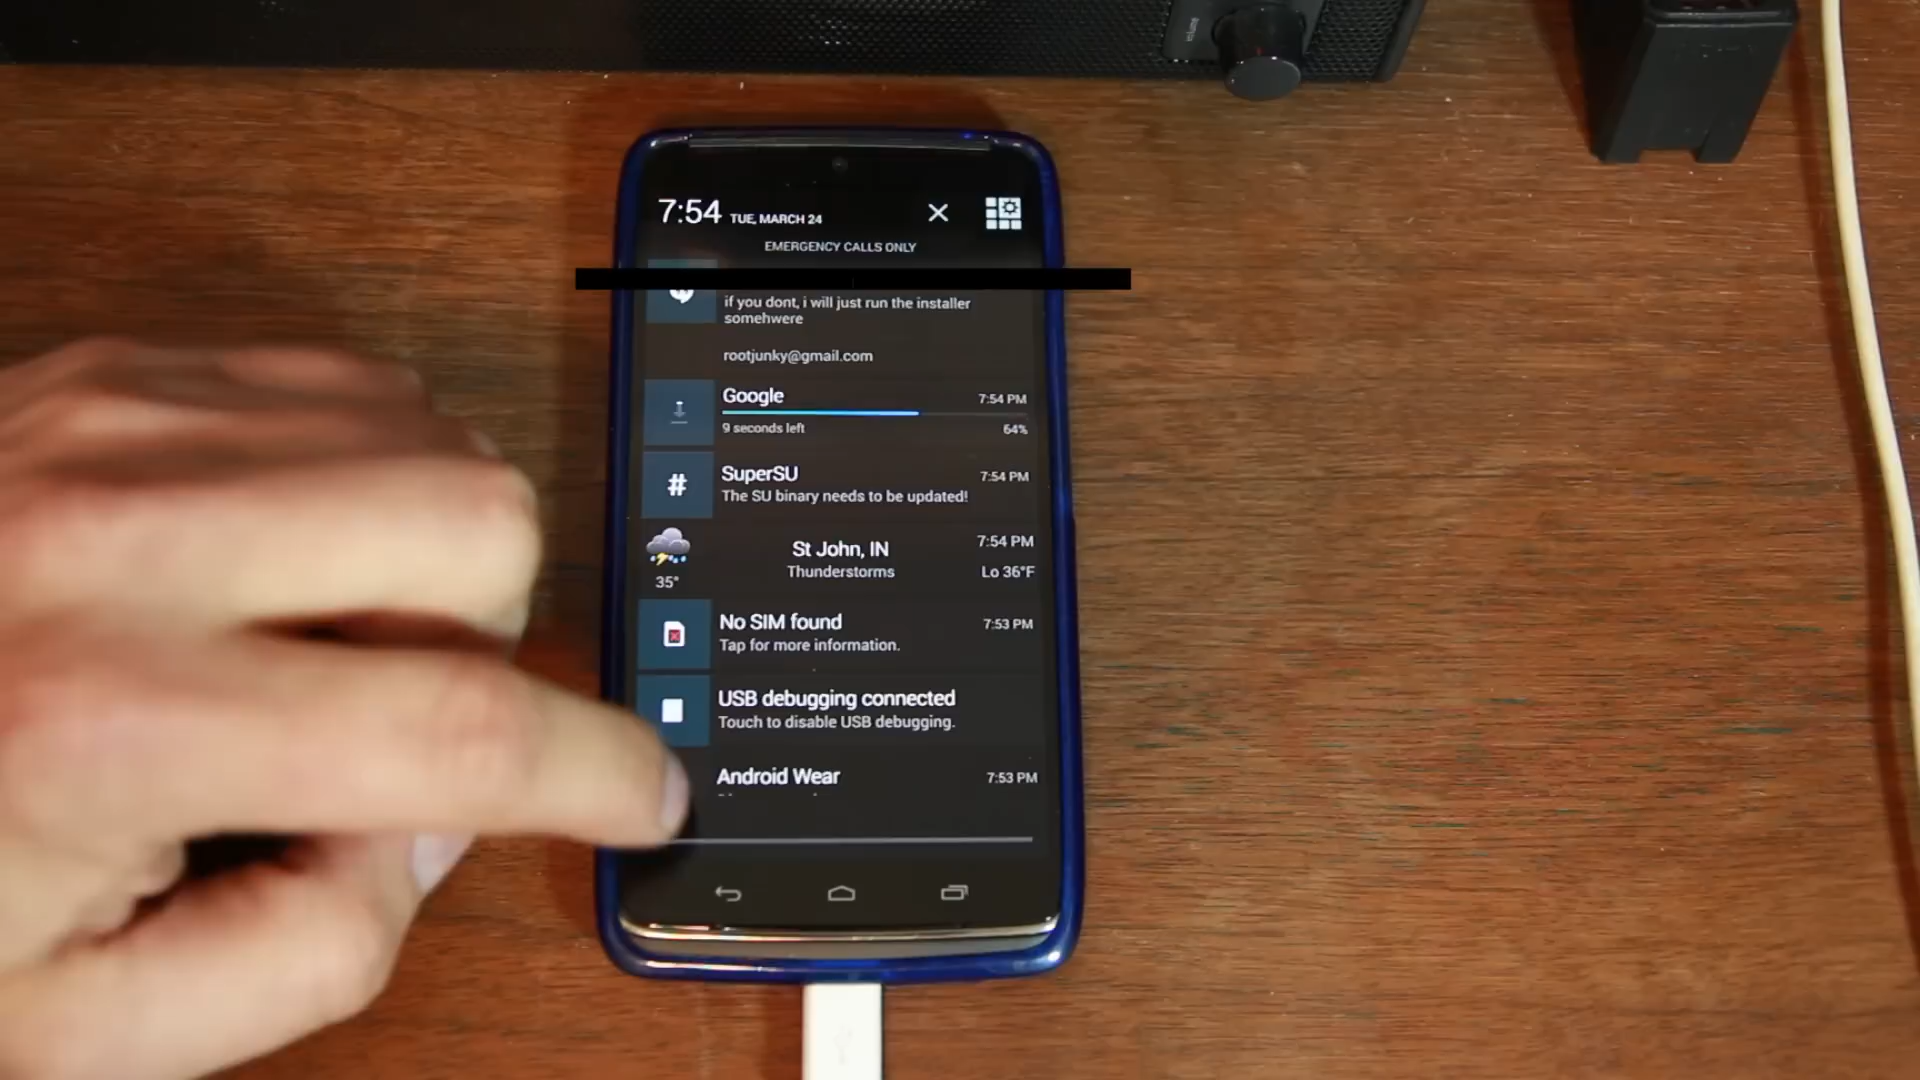 volume
7:54 TUE, MARCH 24
EMERGENCY CALLS ONLY
if you dont, i will just run the installer
somehwere
rootjunky@gmail.com
Google 7:54 PM
9 seconds left 64%
SuperSU 7:54 PM
The SU binary needs to be updated!
St John, IN 7:54 PM
35° Thunderstorms Lo 36°F
No SIM found 7:53 PM
Tap for more information.
USB debugging connected
Touch to disable USB debugging.
Android Wear 7:53 PM